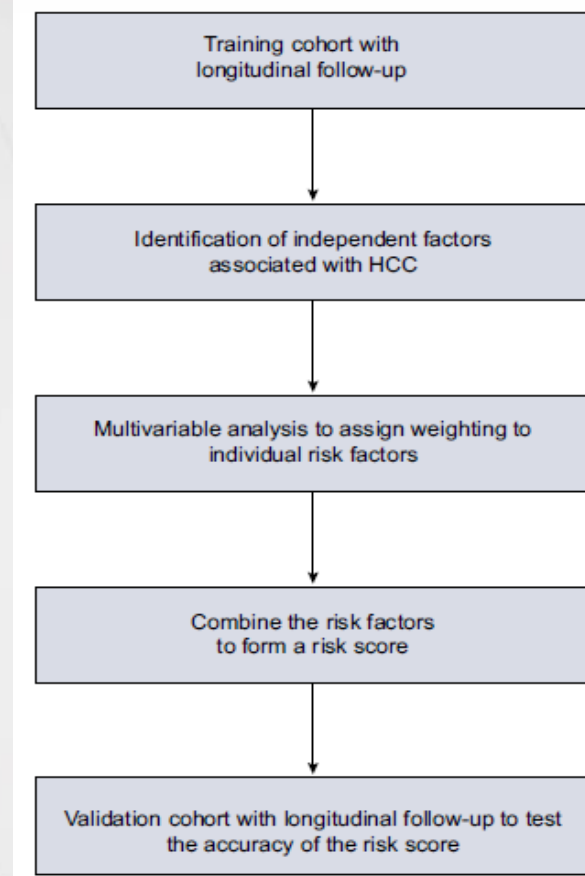 Training cohort with
longitudinal follow-up
Identification of independent factors
associated with HCC
Multivariable analysis to assign weighting to
individual risk factors
Combine the risk factors
to form a risk score
Validation cohort with longitudinal follow-up to test
the accuracy of the risk score